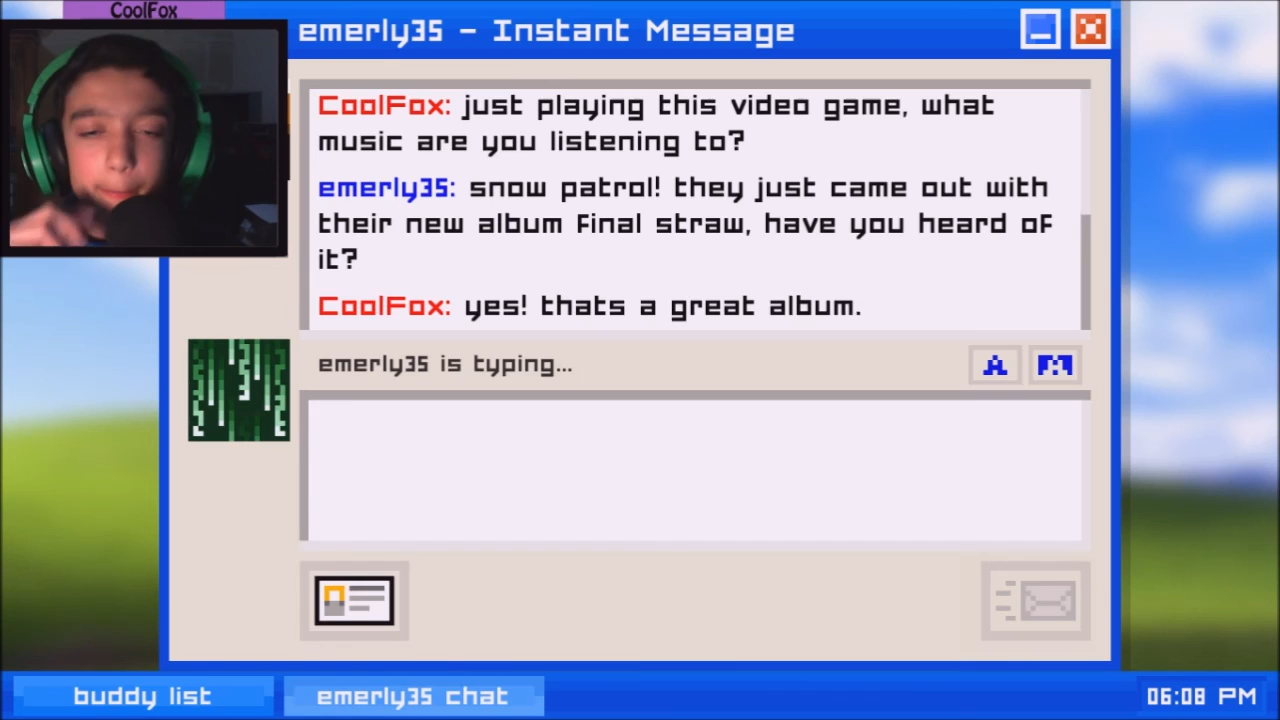 CoolFox
emerly35 - Instant Message
CoolFox: just playing this video game, what
music are you listening to?
emerly35: snow patrol! they just came out with
their new album final straw, have you heard of
it?
CoolFox: yes! thats a great album.
emerly35 is typing...
A
buddy list
emerly35 chat
06:08 PM